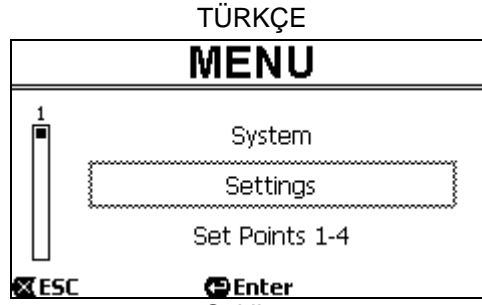 TÜRKÇE
MENU
1
System
Settings
Set Points 1-4
ESC Enter